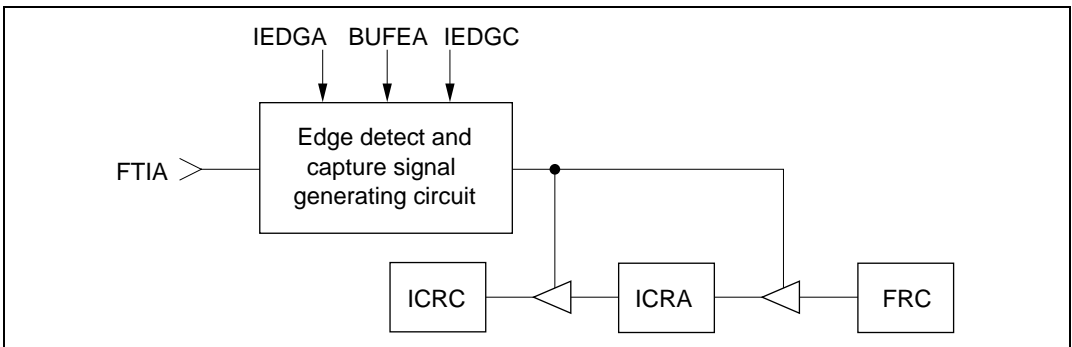 IEDGA BUFEA IEDGC
FTIA
Edge detect and
capture signal
generating circuit
ICRC ICRA FRC